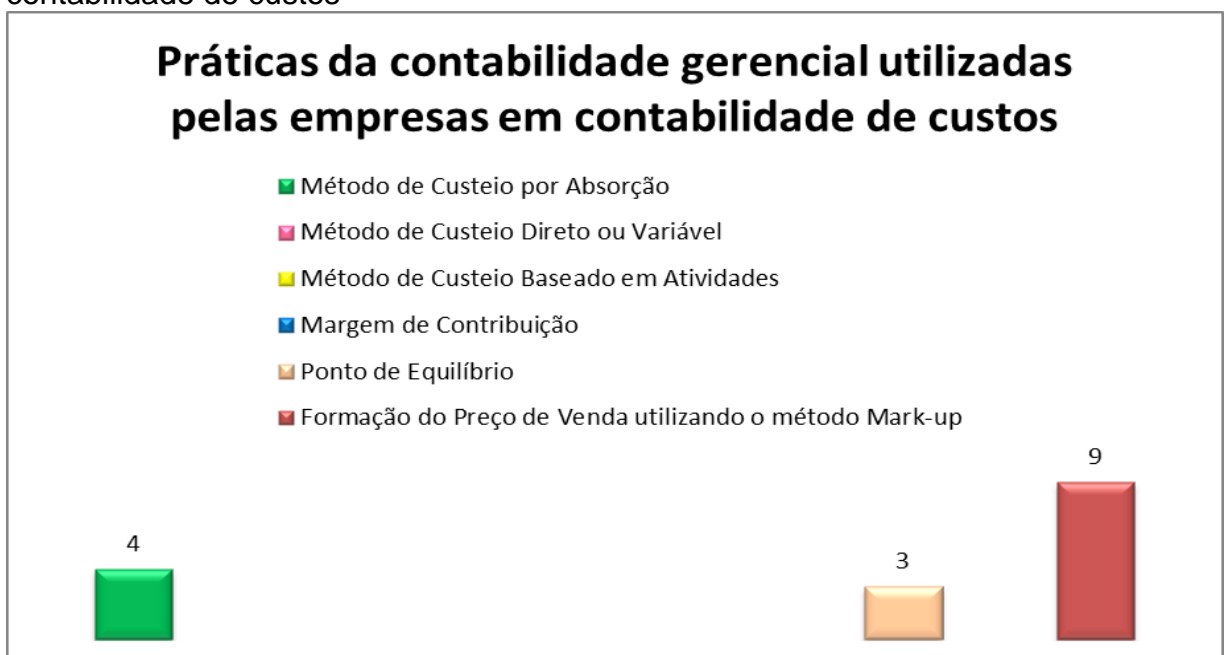 contabilidade de custos
Práticas da contabilidade gerencial utilizadas
pelas empresas em contabilidade de custos
Método de Custeio por Absorção
Método de Custeio Direto ou Variável
Método de Custeio Baseado em Atividades
Margem de Contribuição
Ponto de Equilíbrio
Formação do Preço de Venda utilizando o método Mark-up
9
4
3